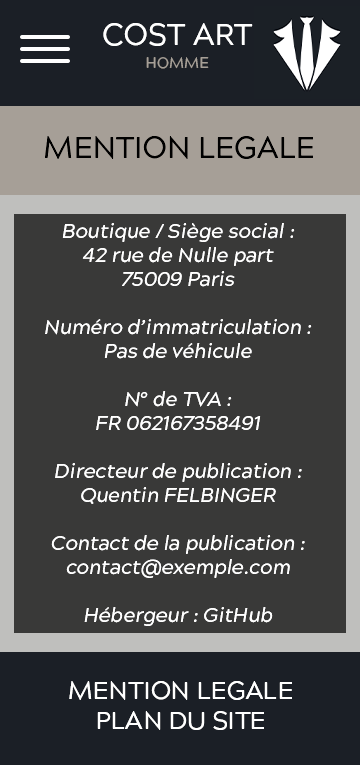 COST ART
HOMME
MENTION LEGALE
Boutique / Siège social :
42 rue de Nulle part
75009 Paris
Numéro d'immatriculation :
Pas de véhicule
N° de TVA :
FR 062167358491
Directeur de publication :
Quentin FELBINGER
Contact de la publication :
contact@exemple.com
Hébergeur : GitHub
MENTION LEGALE
PLAN DU SITE